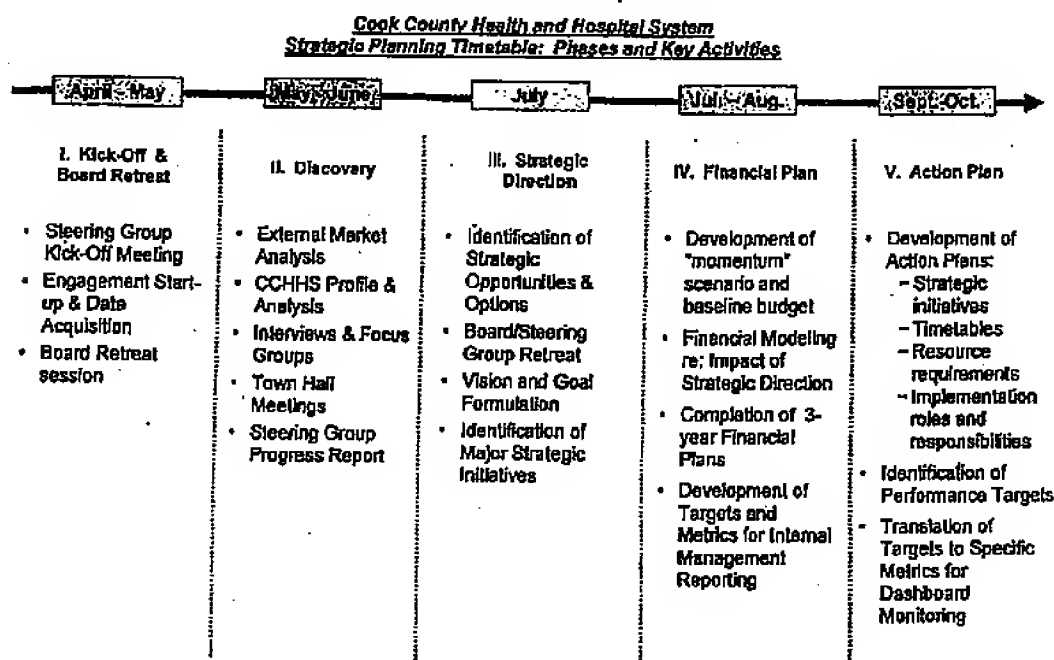 Cook County Health and Hospital System
Strategic Planning Timetable: Phases and Key Activities
April - May
May - June
July
Jul. - Aug.
Sept.-Oct.
I. Kick-Off &
Board Retreat
• Steering Group
Kick-Off Meeting
• Engagement Start-
up & Data
Acquisition
• Board Retreat
session
II. Discovery
• External Market
Analysis
• CCHHS Profile &
Analysis
• Interviews & Focus
Groups
• Town Hall
Meetings
• Steering Group
Progress Report
III. Strategic
Direction
• Identification of
Strategic
Opportunities &
Options
• Board/Steering
Group Retreat
• Vision and Goal
Formulation
• Identification of
Major Strategic
Initiatives
IV. Financial Plan
• Development of
"momentum"
scenario and
baseline budget
• Financial Modeling
re; Impact of
Strategic Direction
• Completion of 3-
year Financial
Plans
• Development of
Targets and
Metrics for Internal
Management
Reporting
V. Action Plan
• Development of
Action Plans:
– Strategic
initiatives
– Timetables
– Resource
requirements
– Implementation
roles and
responsibilities
• Identification of
Performance Targets
• Translation of
Targets to Specific
Metrics for
Dashboard
Monitoring